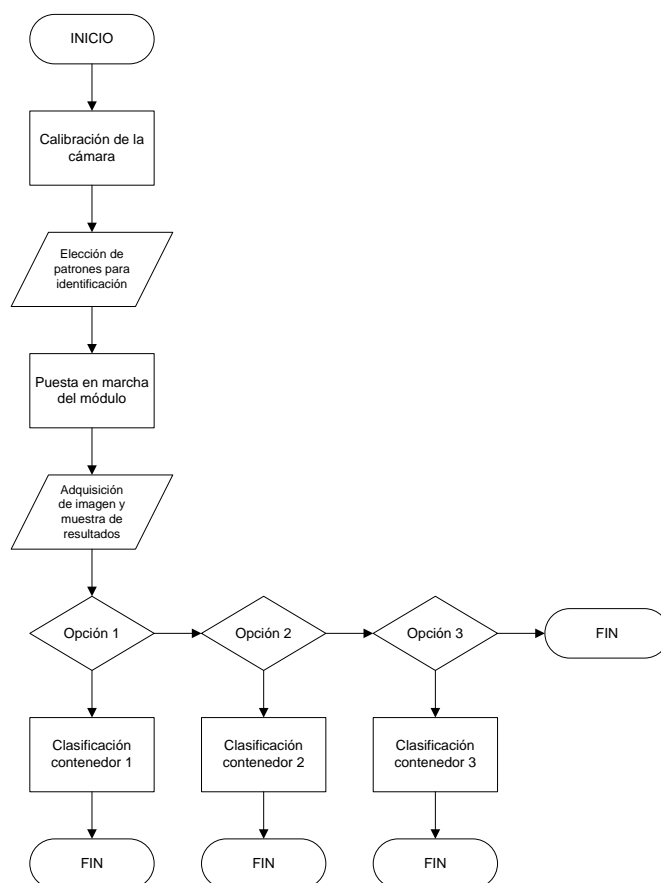 INICIO
Calibración de la
cámara
Elección de
patrones para
identificación
Puesta en marcha
del módulo
Adquisición
de imagen y
muestra de
resultados
Opción 1
Opción 2
Opción 3
FIN
Clasificación
contenedor 1
Clasificación
contenedor 2
Clasificación
contenedor 3
FIN
FIN
FIN